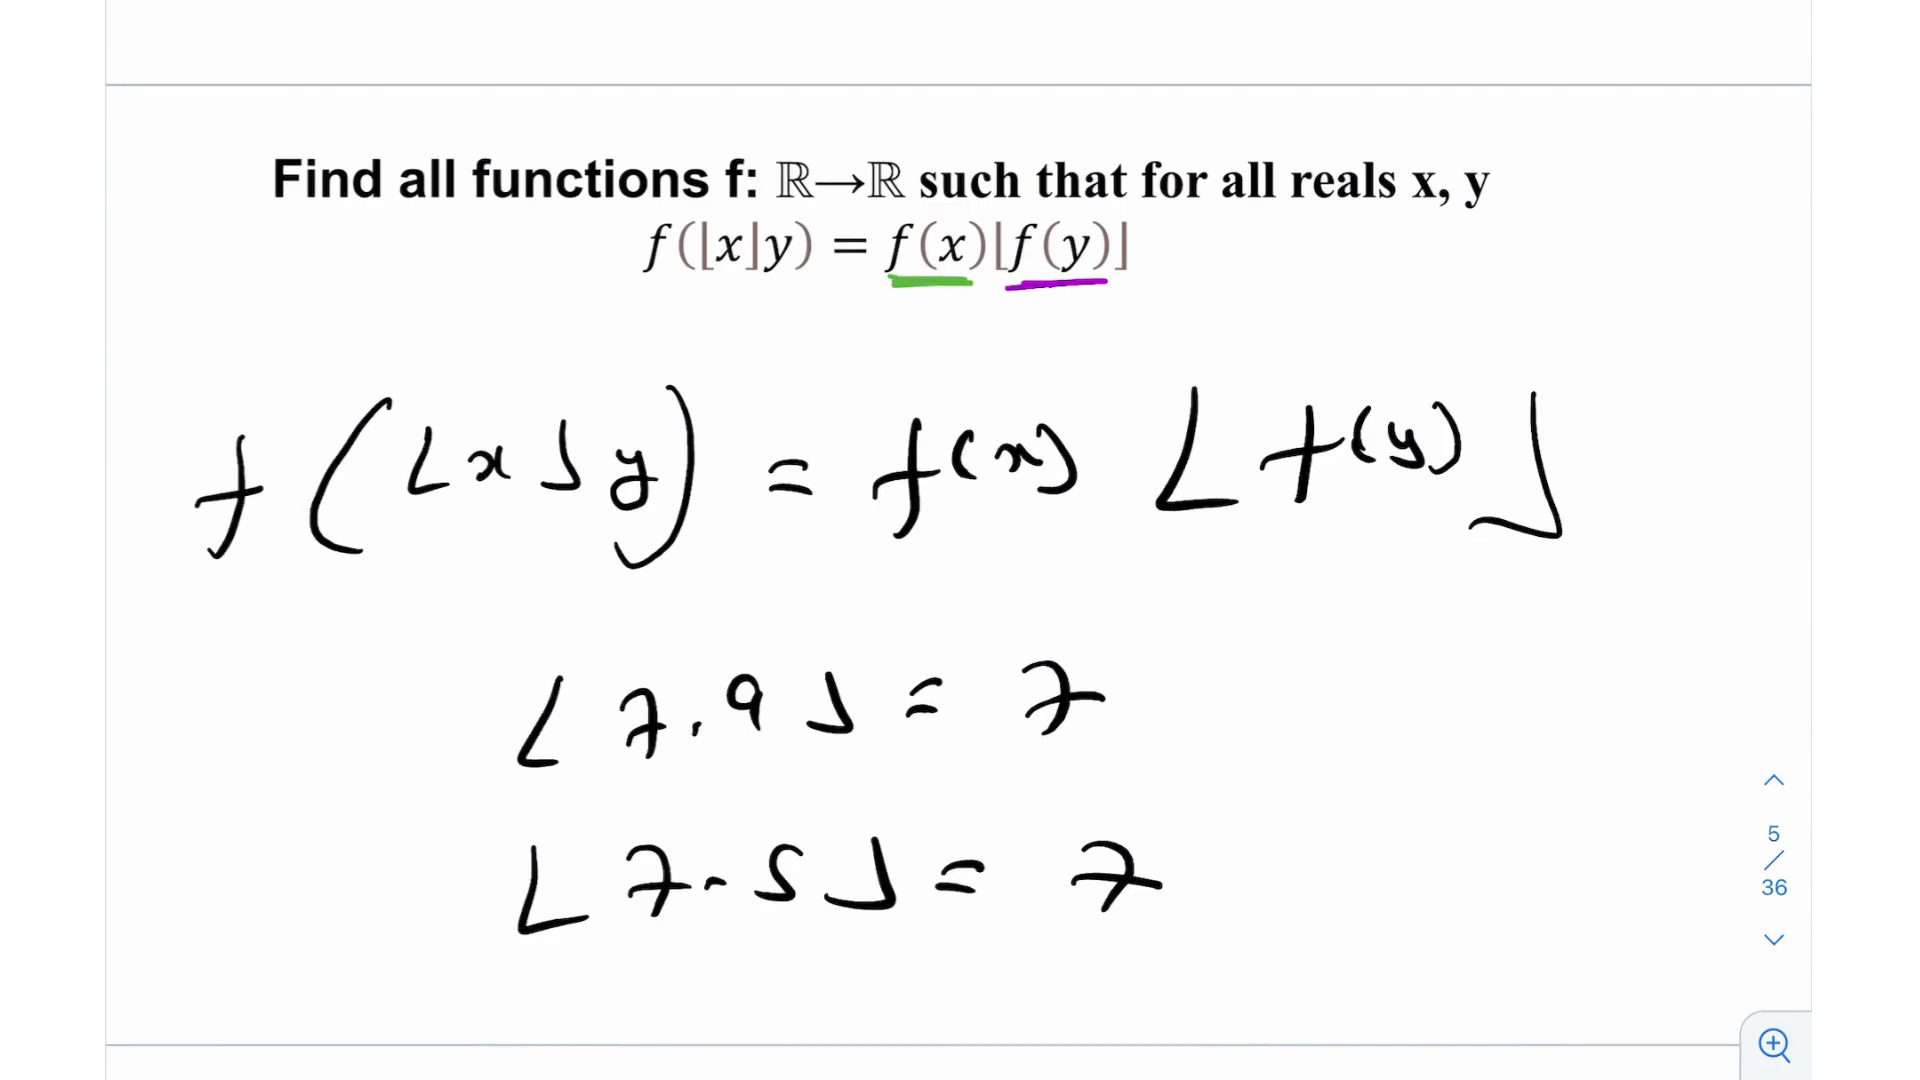 Find all functions f: ℝ→ℝ such that for all reals x, y
f(⌊x⌋y) = f(x)⌊f(y)⌋
f(⌊x⌋y) = f(x) ⌊f(y)⌋
⌊7.9⌋ = 7
⌊7.5⌋ = 7
5
/
36